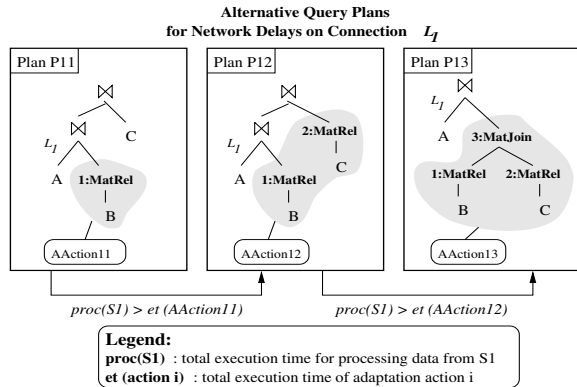 Alternative Query Plans
for Network Delays on Connection L1
Plan P11
L1
C
A
1:MatRel
B
AAction11
Plan P12
2:MatRel
L1
C
A
1:MatRel
B
AAction12
Plan P13
L1
A
3:MatJoin
1:MatRel 2:MatRel
B C
AAction13
proc(S1) > et (AAction11)
proc(S1) > et (AAction12)
Legend:
proc(S1) : total execution time for processing data from S1
et (action i) : total execution time of adaptation action i